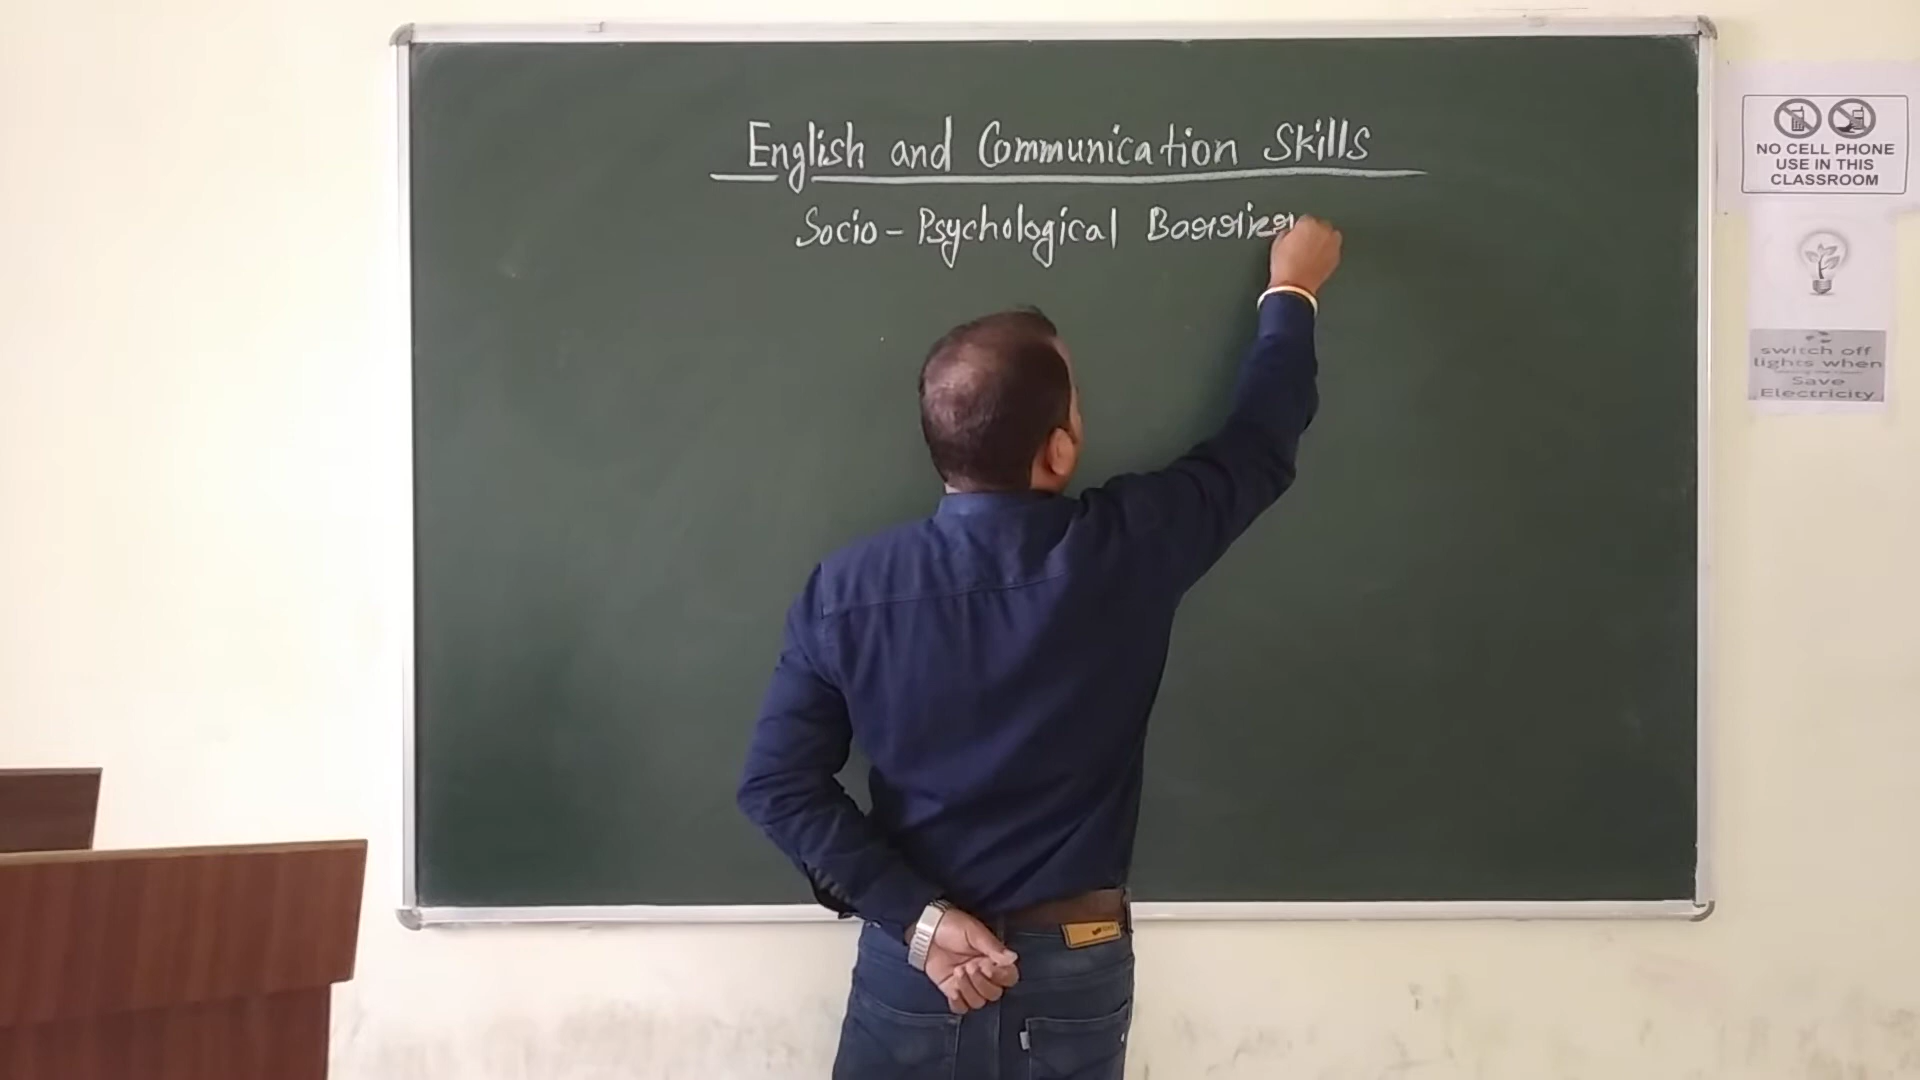 English and Communication Skills
Socio - Psychological Barrier
NO CELL PHONE
USE IN THIS
CLASSROOM
switch off
lights when
Save
Electricity